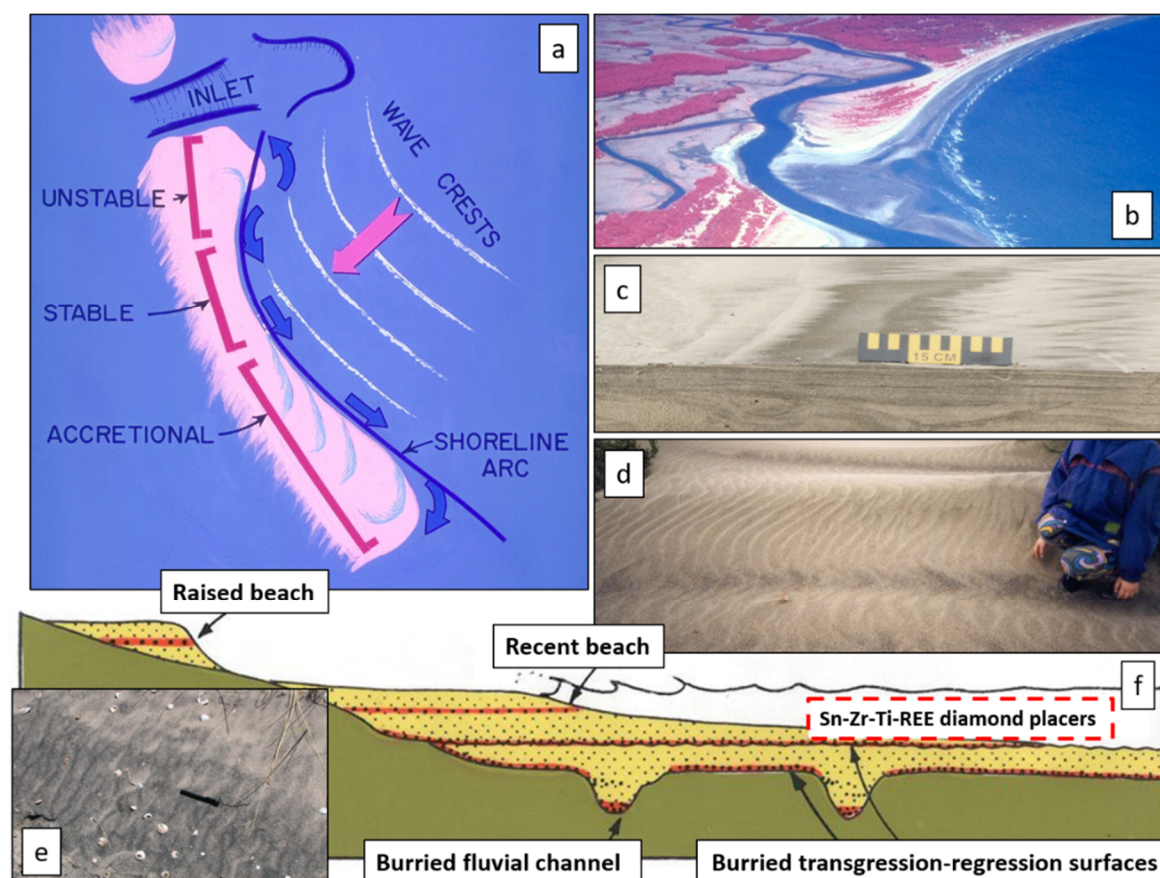 a
INLET
WAVE
CRESTS
UNSTABLE
STABLE
ACCRETIONAL
SHORELINE
ARC
b
c
15 CM
d
Raised beach
Recent beach
f
Sn-Zr-Ti-REE diamond placers
e
Burried fluvial channel
Burried transgression-regression surfaces